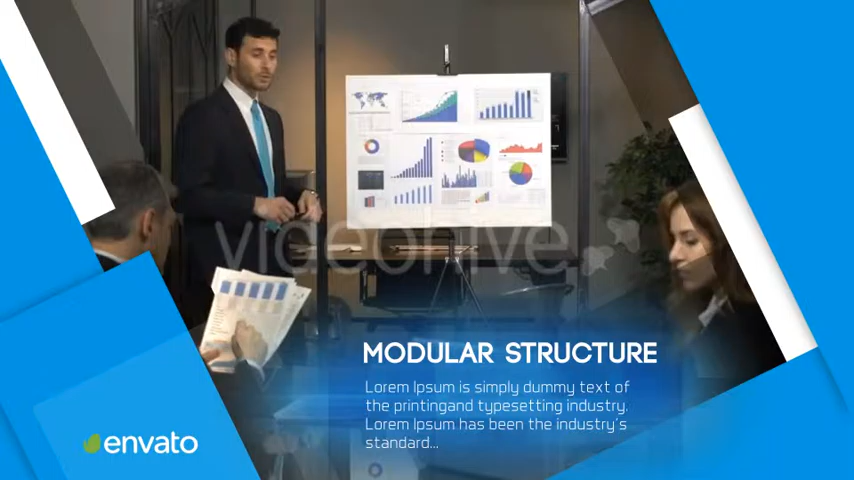 videohive
MODULAR STRUCTURE
Lorem Ipsum is simply dummy text of
the printingand typesetting industry.
Lorem Ipsum has been the industry's
standard...
envato